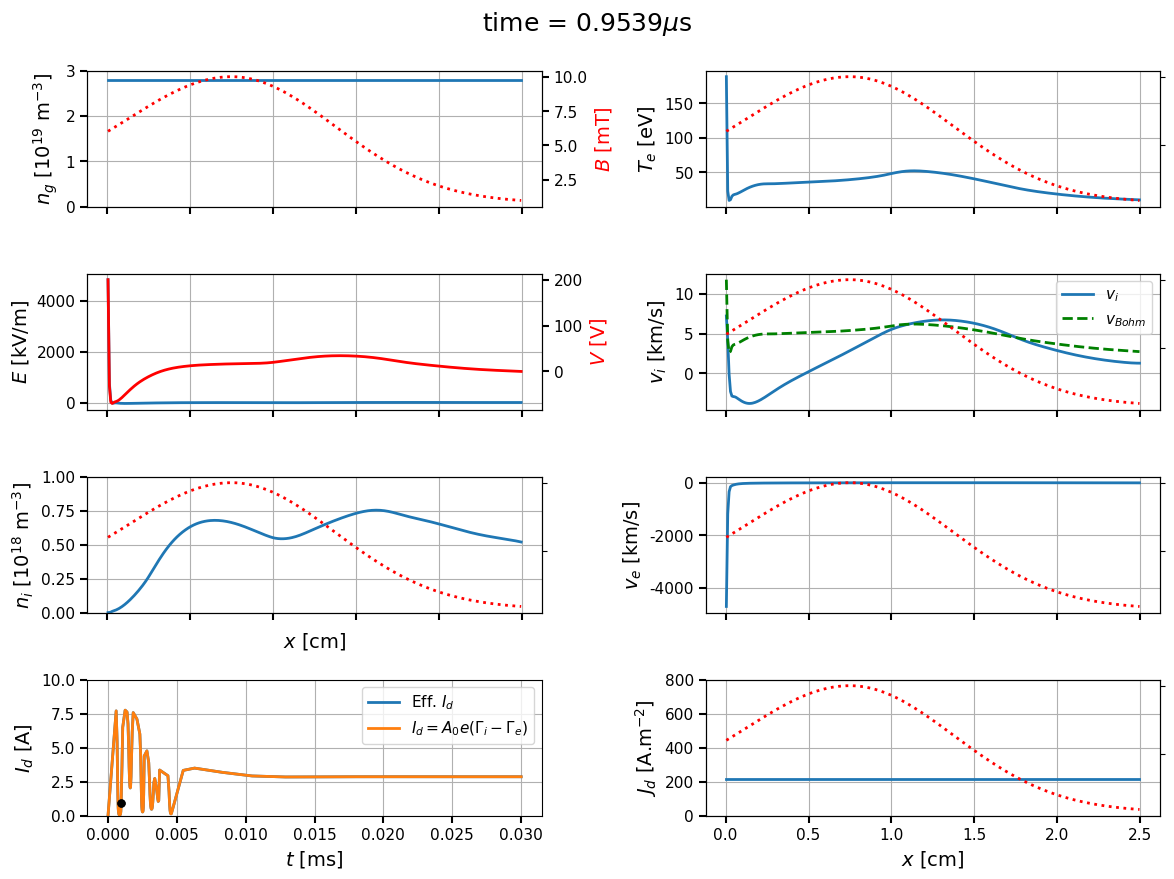 time = 0.9539μs
n_g [10^19 m^−3]
3
2
1
0
10.0
7.5
5.0
2.5
B [mT]
T_e [eV]
150
100
50
E [kV/m]
4000
2000
0
200
100
0
V [V]
v_i [km/s]
10
5
0
v_i
v_Bohm
n_i [10^18 m^−3]
1.00
0.75
0.50
0.25
0.00
x [cm]
v_e [km/s]
0
-2000
-4000
I_d [A]
10.0
7.5
5.0
2.5
0.0
Eff. I_d
I_d = A_0e(Γ_i − Γ_e)
0.000 0.005 0.010 0.015 0.020 0.025 0.030
t [ms]
J_d [A.m^−2]
800
600
400
200
0
0.0 0.5 1.0 1.5 2.0 2.5
x [cm]